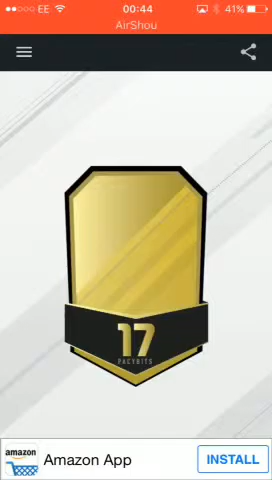 EE 00:44 41%
AirShou
17
PACYBITS
amazon
Amazon App
INSTALL